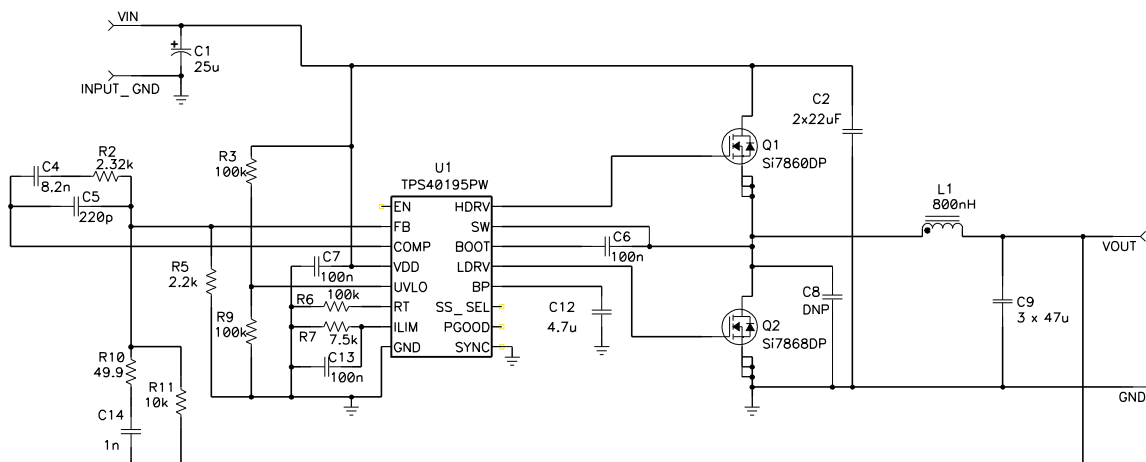 VIN
C1
25u
INPUT_GND
C2
2x22uF
Q1
Si7860DP
R2
2.32k
C4
8.2n
C5
220p
R3
100k
U1
TPS40195PW
EN
FB
COMP
VDD
UVLO
RT
ILIM
GND
HDRV
SW
BOOT
LDRV
BP
SS_SEL
PGOOD
SYNC
L1
800nH
VOUT
C6
100n
C7
100n
R5
2.2k
R6
100k
R9
100k
R7
7.5k
C13
100n
C12
4.7u
C8
DNP
C9
3 x 47u
Q2
Si7868DP
R10
49.9
R11
10k
C14
1n
GND